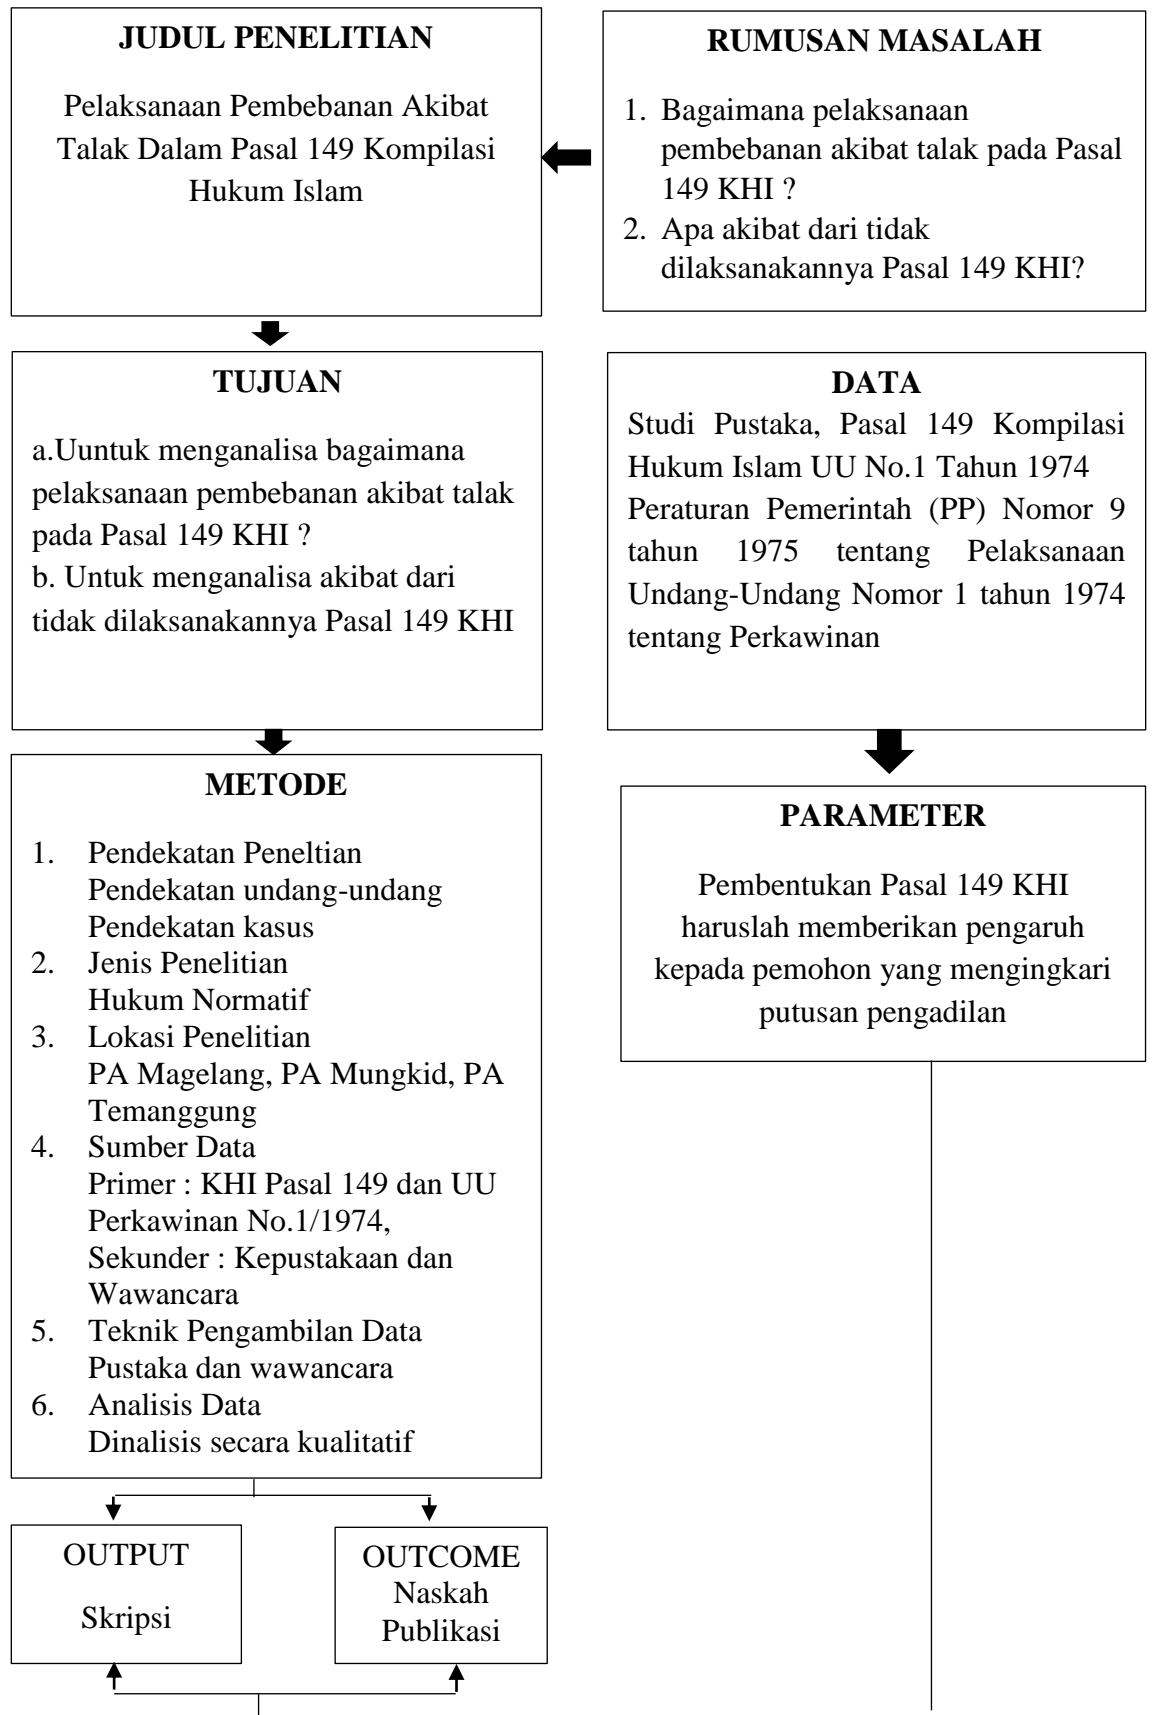 JUDUL PENELITIAN
Pelaksanaan Pembebanan Akibat
Talak Dalam Pasal 149 Kompilasi
Hukum Islam
RUMUSAN MASALAH
1. Bagaimana pelaksanaan
pembebanan akibat talak pada Pasal
149 KHI ?
2. Apa akibat dari tidak
dilaksanakannya Pasal 149 KHI?
TUJUAN
a.Uuntuk menganalisa bagaimana
pelaksanaan pembebanan akibat talak
pada Pasal 149 KHI ?
b. Untuk menganalisa akibat dari
tidak dilaksanakannya Pasal 149 KHI
DATA
Studi Pustaka, Pasal 149 Kompilasi
Hukum Islam UU No.1 Tahun 1974
Peraturan Pemerintah (PP) Nomor 9
tahun 1975 tentang Pelaksanaan
Undang-Undang Nomor 1 tahun 1974
tentang Perkawinan
METODE
1. Pendekatan Peneltian
Pendekatan undang-undang
Pendekatan kasus
2. Jenis Penelitian
Hukum Normatif
3. Lokasi Penelitian
PA Magelang, PA Mungkid, PA
Temanggung
4. Sumber Data
Primer : KHI Pasal 149 dan UU
Perkawinan No.1/1974,
Sekunder : Kepustakaan dan
Wawancara
5. Teknik Pengambilan Data
Pustaka dan wawancara
6. Analisis Data
Dinalisis secara kualitatif
PARAMETER
Pembentukan Pasal 149 KHI
haruslah memberikan pengaruh
kepada pemohon yang mengingkari
putusan pengadilan
OUTPUT
Skripsi
OUTCOME
Naskah
Publikasi